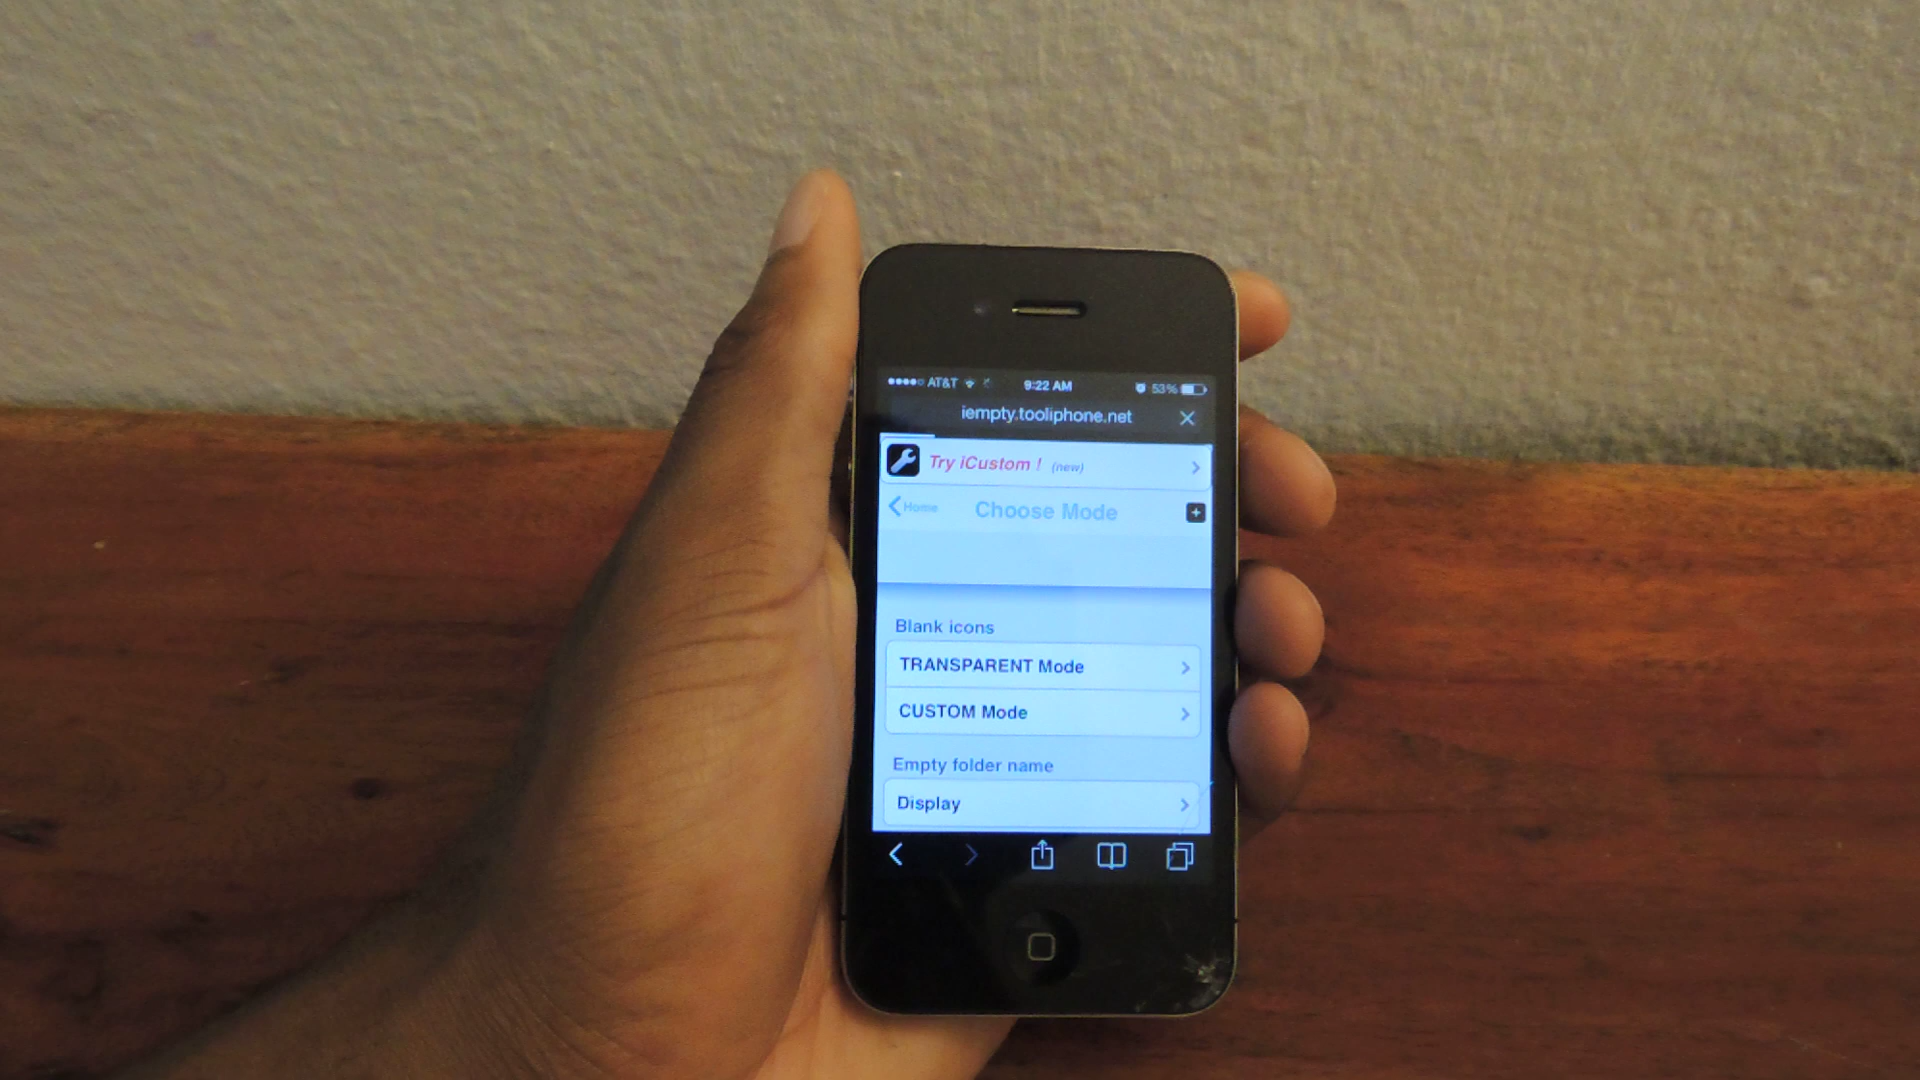 AT&T 9:22 AM 53%
iempty.tooliphone.net
Try iCustom ! (new)
Home Choose Mode
Blank icons
TRANSPARENT Mode
CUSTOM Mode
Empty folder name
Display